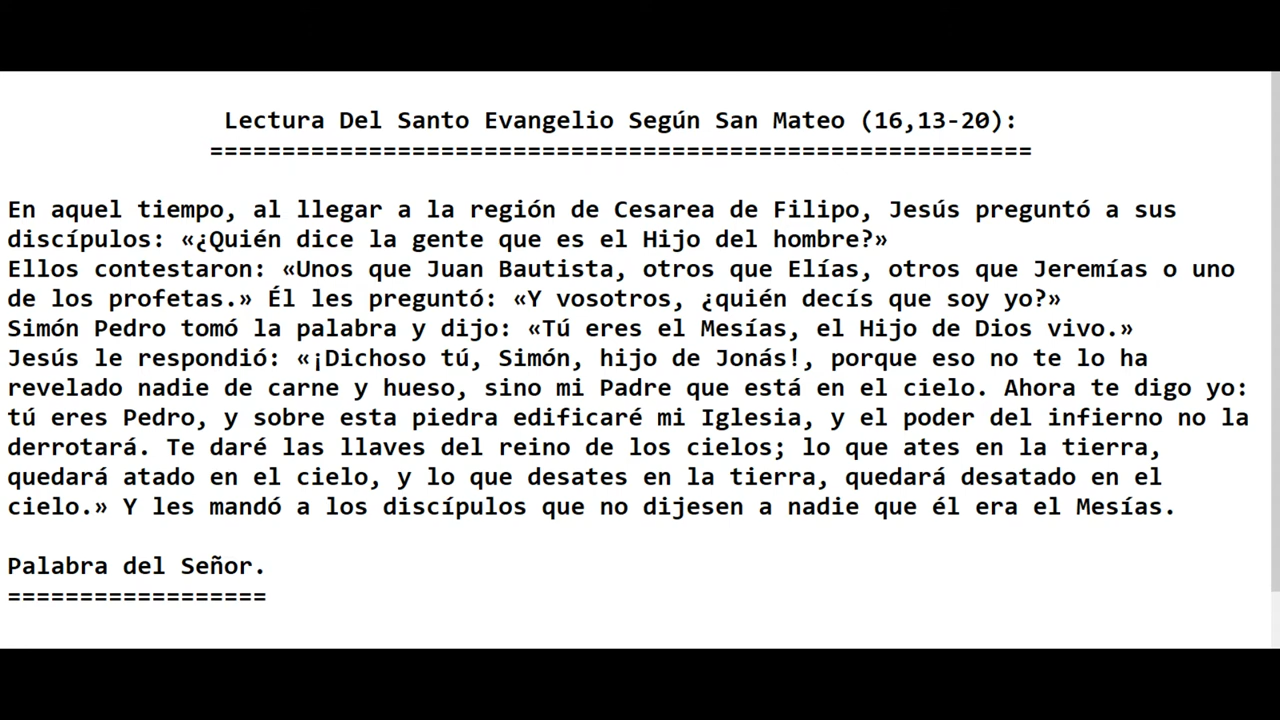 Lectura Del Santo Evangelio Según San Mateo (16,13-20):
=========================================================
En aquel tiempo, al llegar a la región de Cesarea de Filipo, Jesús preguntó a sus
discípulos: «¿Quién dice la gente que es el Hijo del hombre?»
Ellos contestaron: «Unos que Juan Bautista, otros que Elías, otros que Jeremías o uno
de los profetas.» Él les preguntó: «Y vosotros, ¿quién decís que soy yo?»
Simón Pedro tomó la palabra y dijo: «Tú eres el Mesías, el Hijo de Dios vivo.»
Jesús le respondió: «¡Dichoso tú, Simón, hijo de Jonás!, porque eso no te lo ha
revelado nadie de carne y hueso, sino mi Padre que está en el cielo. Ahora te digo yo:
tú eres Pedro, y sobre esta piedra edificaré mi Iglesia, y el poder del infierno no la
derrotará. Te daré las llaves del reino de los cielos; lo que ates en la tierra,
quedará atado en el cielo, y lo que desates en la tierra, quedará desatado en el
cielo.» Y les mandó a los discípulos que no dijesen a nadie que él era el Mesías.
Palabra del Señor.
==================